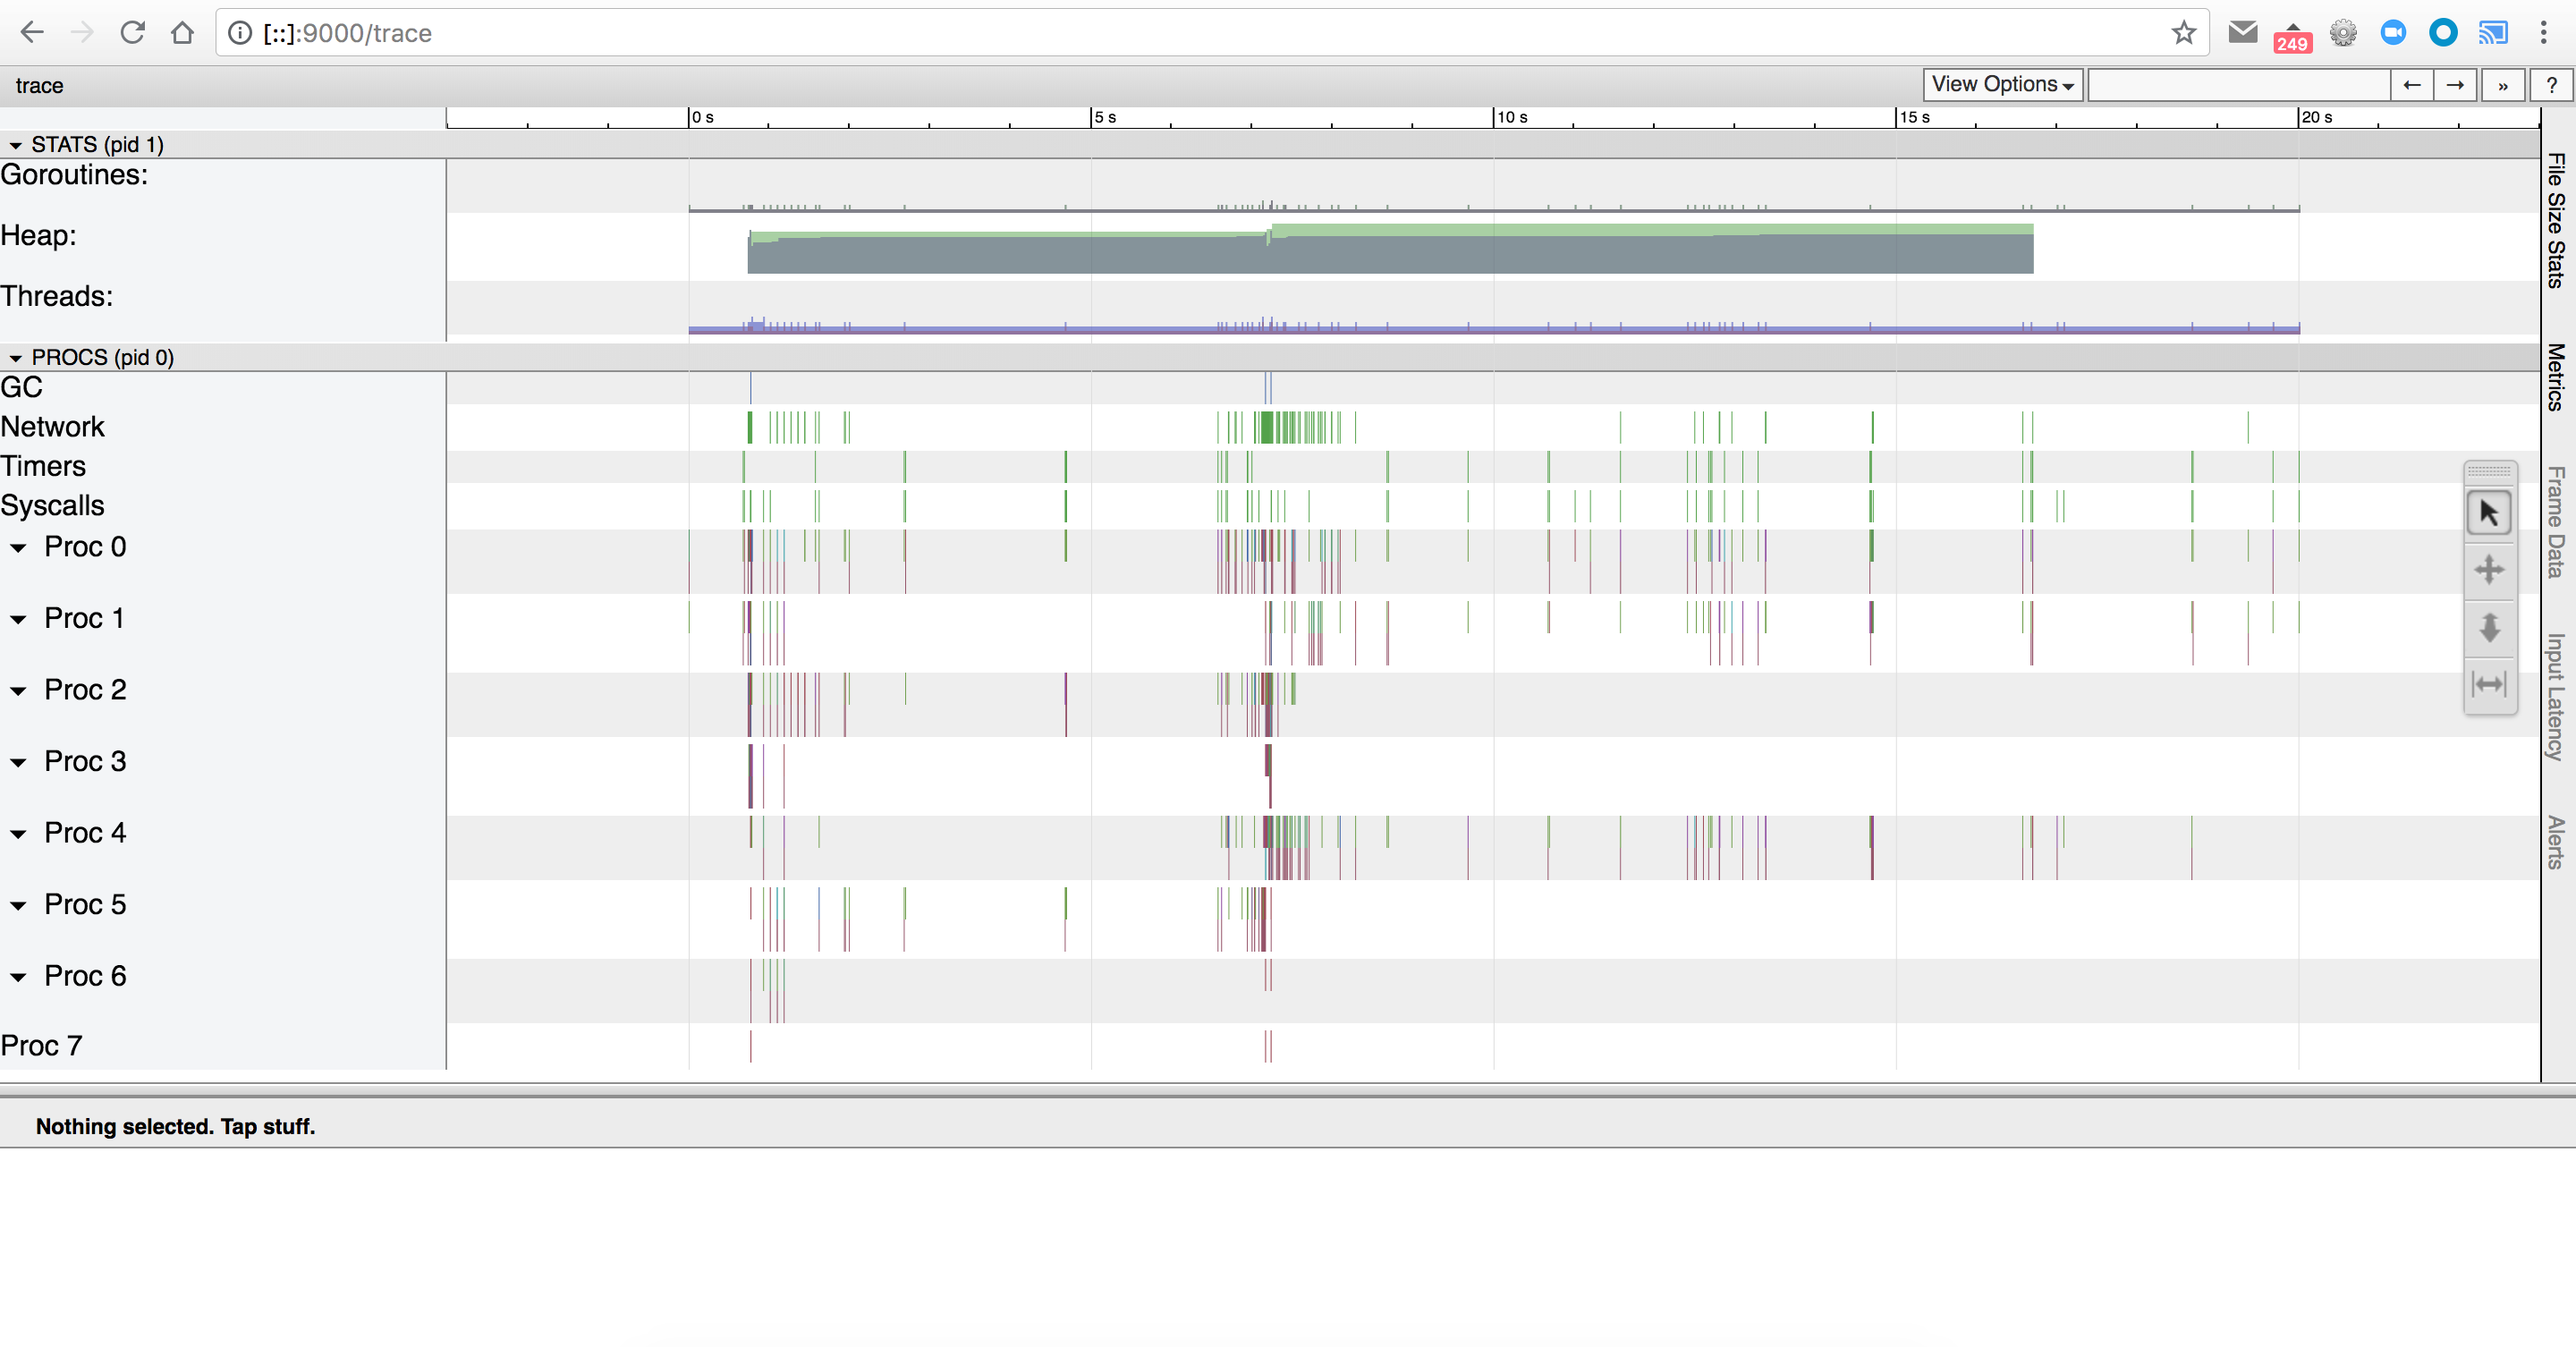 [::]:9000/trace
249
trace
View Options
← → » ?
0 s 5 s 10 s 15 s 20 s
STATS (pid 1)
Goroutines:
Heap:
Threads:
PROCS (pid 0)
GC
Network
Timers
Syscalls
Proc 0
Proc 1
Proc 2
Proc 3
Proc 4
Proc 5
Proc 6
Proc 7
File Size Stats
Metrics
Frame Data
Input Latency
Alerts
Nothing selected. Tap stuff.